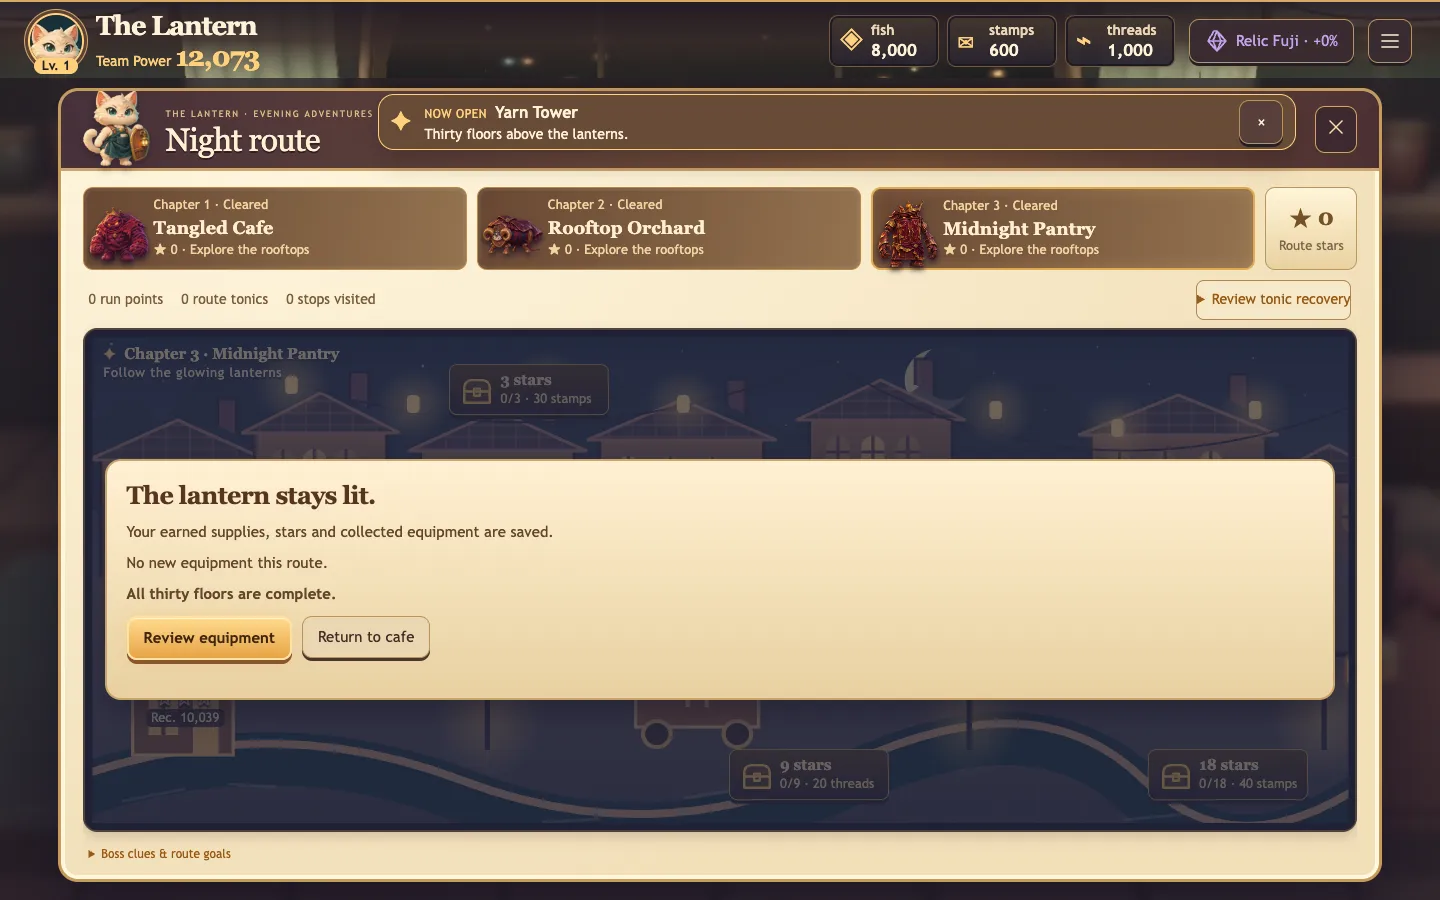 The Lantern
Team Power 12,073
Lv. 1
fish
8,000
stamps
600
threads
1,000
Relic Fuji · +0%
THE LANTERN · EVENING ADVENTURES
Night route
NOW OPEN Yarn Tower
Thirty floors above the lanterns.
×
Chapter 1 · Cleared
Tangled Cafe
★ 0 · Explore the rooftops
Chapter 2 · Cleared
Rooftop Orchard
★ 0 · Explore the rooftops
Chapter 3 · Cleared
Midnight Pantry
★ 0 · Explore the rooftops
★ 0
Route stars
0 run points 0 route tonics 0 stops visited
▶ Review tonic recovery
✦ Chapter 3 · Midnight Pantry
Follow the glowing lanterns
3 stars
0/3 · 30 stamps
The lantern stays lit.
Your earned supplies, stars and collected equipment are saved.
No new equipment this route.
All thirty floors are complete.
Review equipment
Return to cafe
Rec. 10,039
9 stars
0/9 · 20 threads
18 stars
0/18 · 40 stamps
▶ Boss clues & route goals